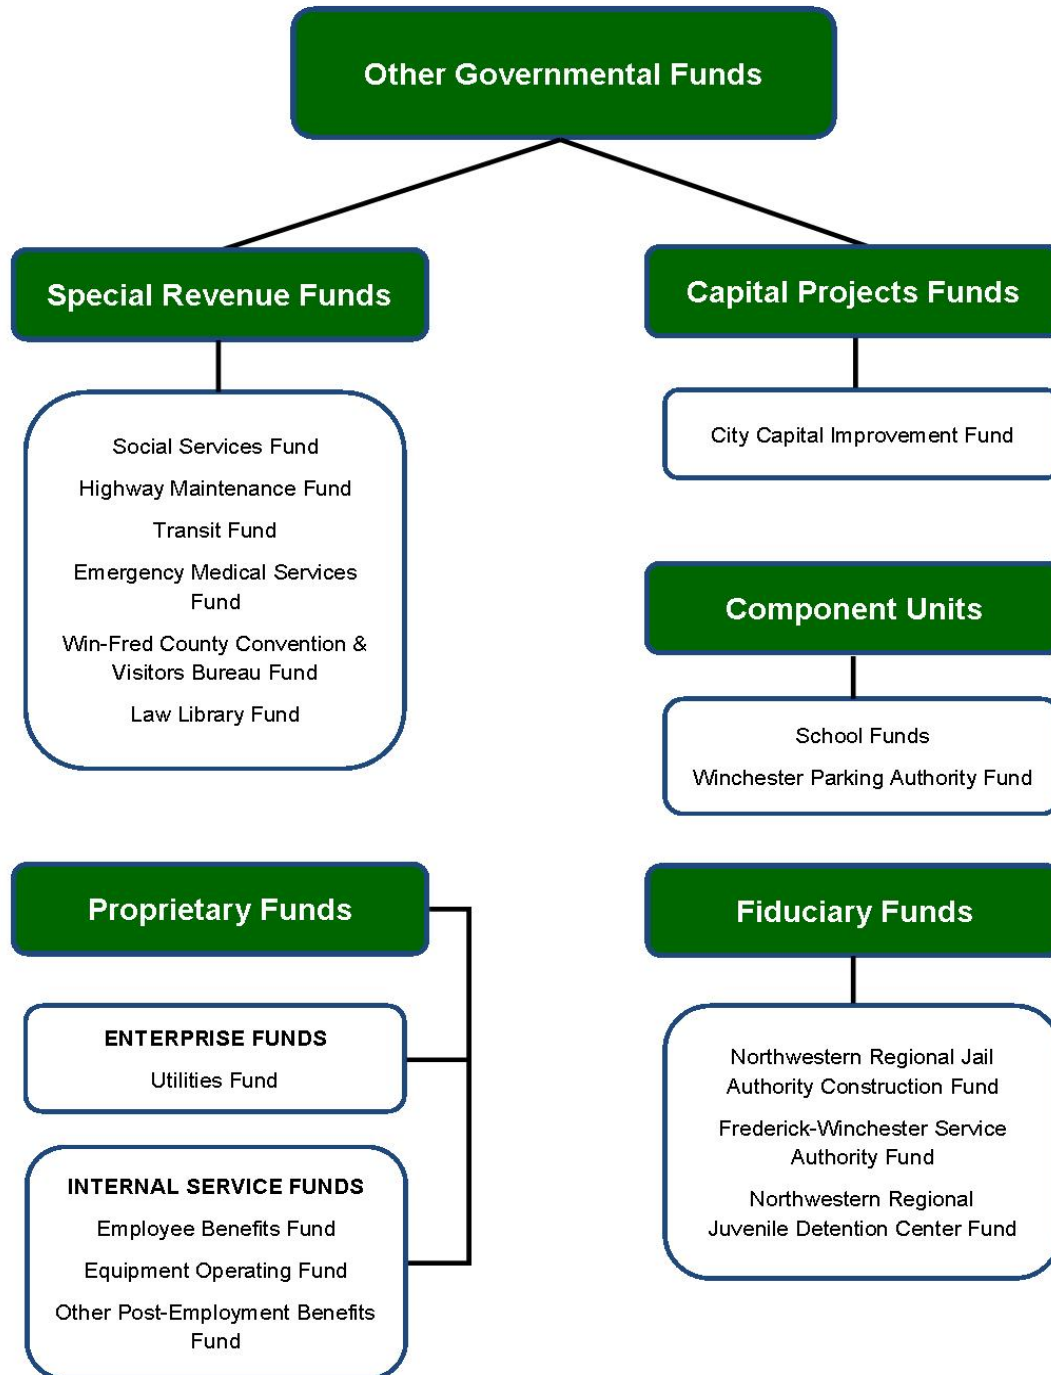 Other Governmental Funds
Special Revenue Funds
Social Services Fund
Highway Maintenance Fund
Transit Fund
Emergency Medical Services
Fund
Win-Fred County Convention &
Visitors Bureau Fund
Law Library Fund
Capital Projects Funds
City Capital Improvement Fund
Component Units
School Funds
Winchester Parking Authority Fund
Proprietary Funds
ENTERPRISE FUNDS
Utilities Fund
INTERNAL SERVICE FUNDS
Employee Benefits Fund
Equipment Operating Fund
Other Post-Employment Benefits
Fund
Fiduciary Funds
Northwestern Regional Jail
Authority Construction Fund
Frederick-Winchester Service
Authority Fund
Northwestern Regional
Juvenile Detention Center Fund